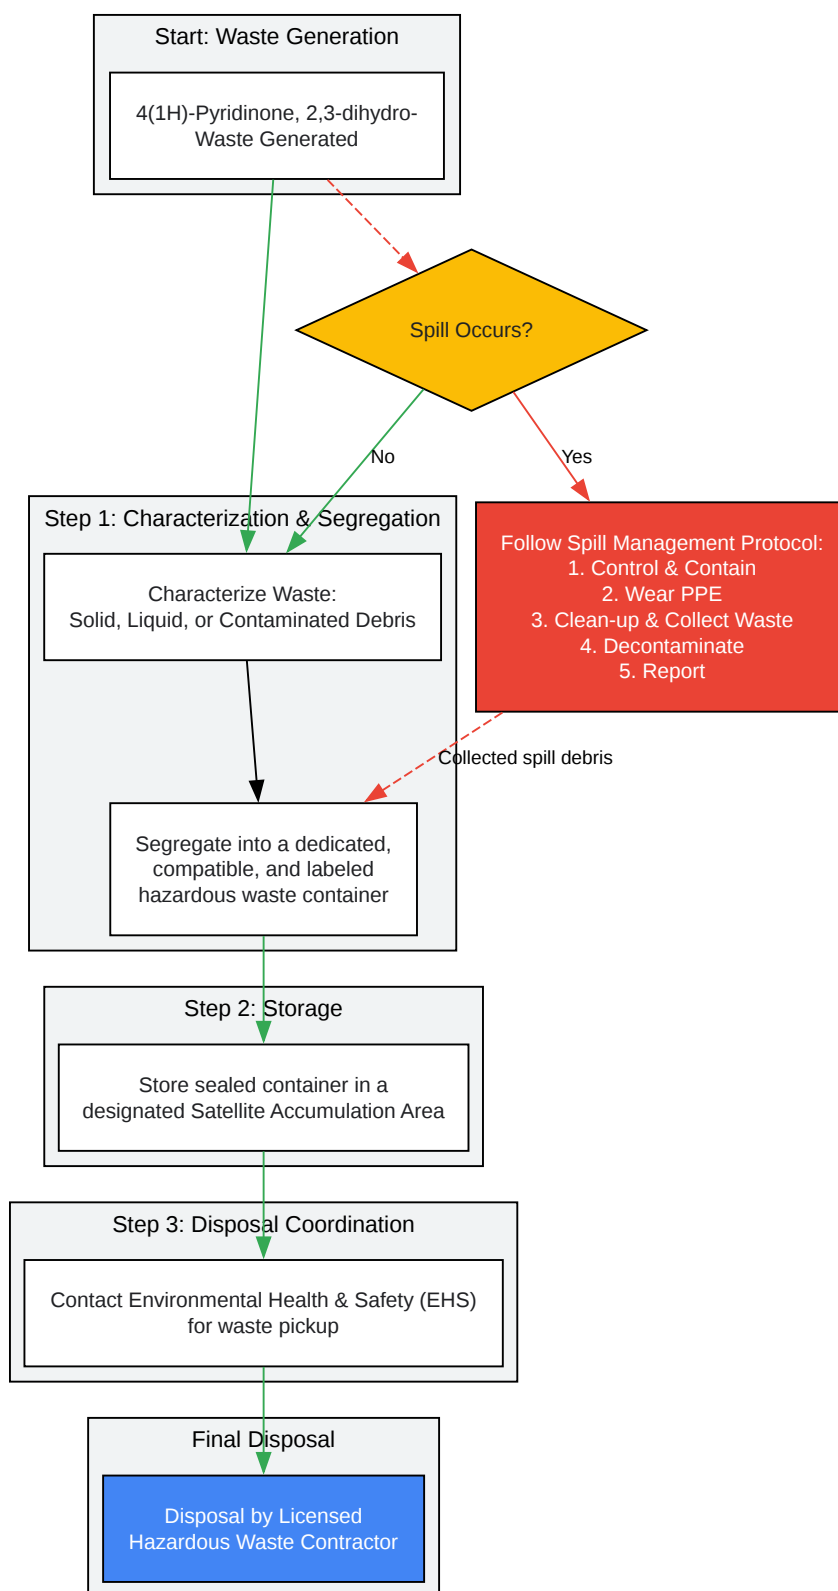 Start: Waste Generation
4(1H)-Pyridinone, 2,3-dihydro-
Waste Generated
Spill Occurs?
No
Yes
Step 1: Characterization & Segregation
Characterize Waste:
Solid, Liquid, or Contaminated Debris
Follow Spill Management Protocol:
1. Control & Contain
2. Wear PPE
3. Clean-up & Collect Waste
4. Decontaminate
5. Report
Collected spill debris
Segregate into a dedicated,
compatible, and labeled
hazardous waste container
Step 2: Storage
Store sealed container in a
designated Satellite Accumulation Area
Step 3: Disposal Coordination
Contact Environmental Health & Safety (EHS)
for waste pickup
Final Disposal
Disposal by Licensed
Hazardous Waste Contractor